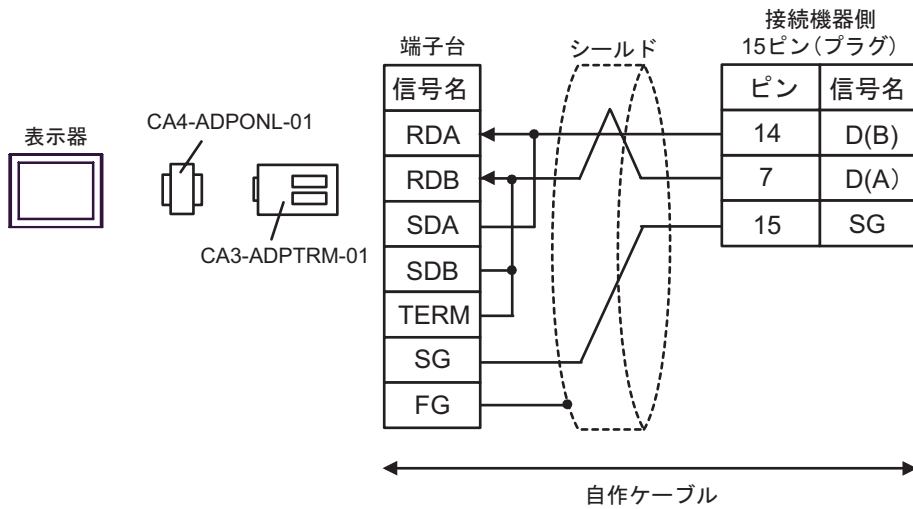 接続機器側
15ピン(プラグ)
端子台
シールド
信号名
ピン 信号名
CA4-ADPONL-01
表示器
RDA
14 D(B)
RDB
7 D(A)
SDA
15 SG
CA3-ADPTRM-01
SDB
TERM
SG
FG
自作ケーブル